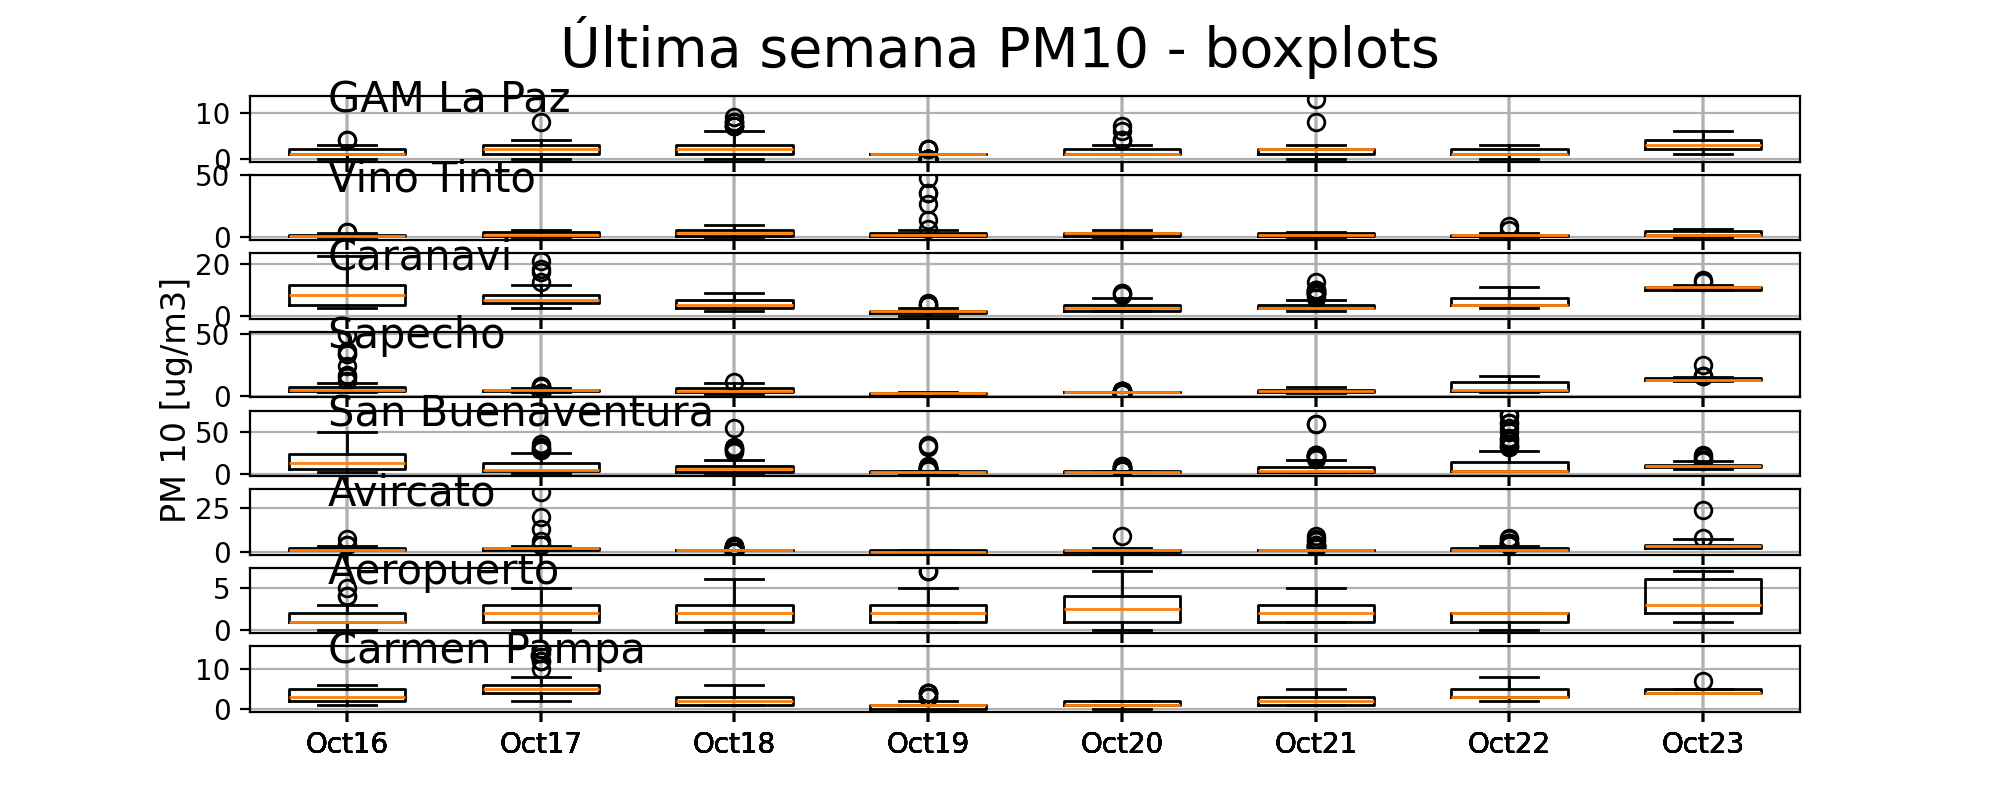 Última semana PM10 - boxplots
GAM La Paz
10
0
Vino Tinto
50
0
Caranavi
20
0
Sapecho
50
0
San Buenaventura
50
0
Avircato
25
0
Aeropuerto
5
0
Carmen Pampa
10
0
PM 10 [ug/m3]
Oct16 Oct17 Oct18 Oct19 Oct20 Oct21 Oct22 Oct23